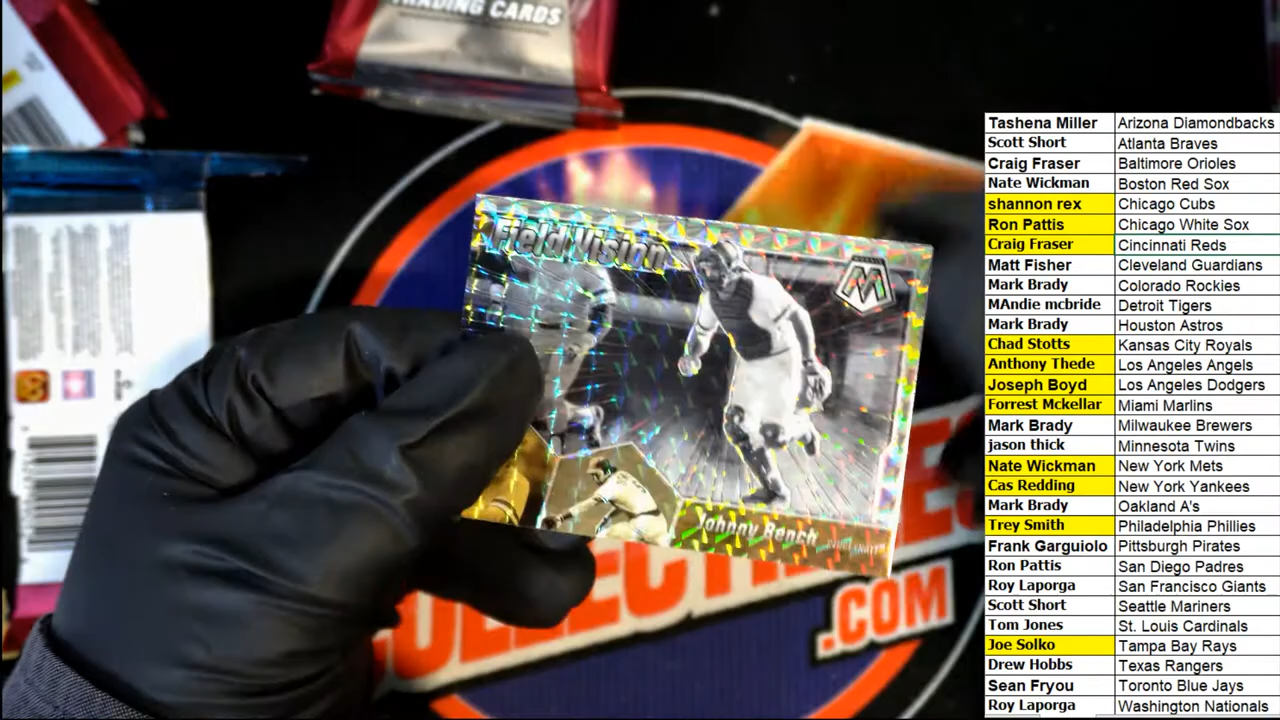 TRADING CARDS
Field Vision
M
Johnny Bench
CINCINNATI
COLLECTIBLES
.COM
Tashena Miller Arizona Diamondbacks
Scott Short Atlanta Braves
Craig Fraser Baltimore Orioles
Nate Wickman Boston Red Sox
shannon rex Chicago Cubs
Ron Pattis Chicago White Sox
Craig Fraser Cincinnati Reds
Matt Fisher Cleveland Guardians
Mark Brady Colorado Rockies
MAndie mcbride Detroit Tigers
Mark Brady Houston Astros
Chad Stotts Kansas City Royals
Anthony Thede Los Angeles Angels
Joseph Boyd Los Angeles Dodgers
Forrest Mckellar Miami Marlins
Mark Brady Milwaukee Brewers
jason thick Minnesota Twins
Nate Wickman New York Mets
Cas Redding New York Yankees
Mark Brady Oakland A's
Trey Smith Philadelphia Phillies
Frank Garguiolo Pittsburgh Pirates
Ron Pattis San Diego Padres
Roy Laporga San Francisco Giants
Scott Short Seattle Mariners
Tom Jones St. Louis Cardinals
Joe Solko Tampa Bay Rays
Drew Hobbs Texas Rangers
Sean Fryou Toronto Blue Jays
Roy Laporga Washington Nationals